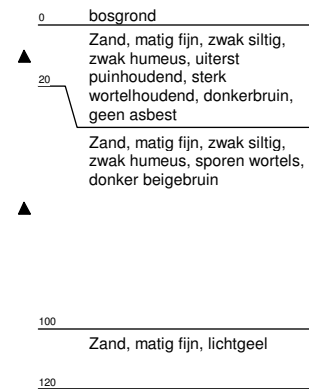 0 bosgrond
Zand, matig fijn, zwak siltig,
zwak humeus, uiterst
20 puinhoudend, sterk
wortelhoudend, donkerbruin,
geen asbest
Zand, matig fijn, zwak siltig,
zwak humeus, sporen wortels,
donker beigebruin
100
Zand, matig fijn, lichtgeel
120